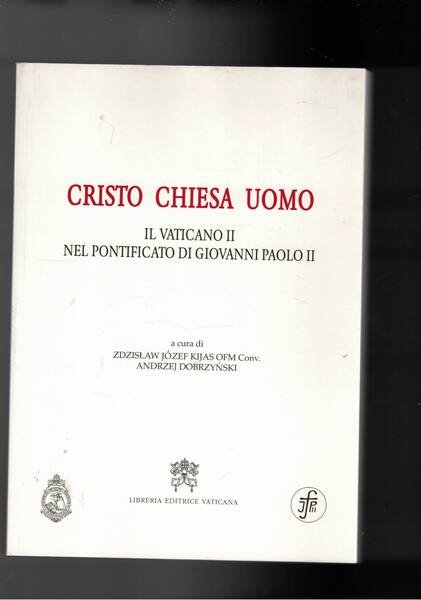 CRISTO CHIESA UOMO
IL VATICANO II
NEL PONTIFICATO DI GIOVANNI PAOLO II
a cura di
ZDZISŁAW JÓZEF KIJAS OFM Conv.
ANDRZEJ DOBRZYŃSKI
LIBRERIA EDITRICE VATICANA